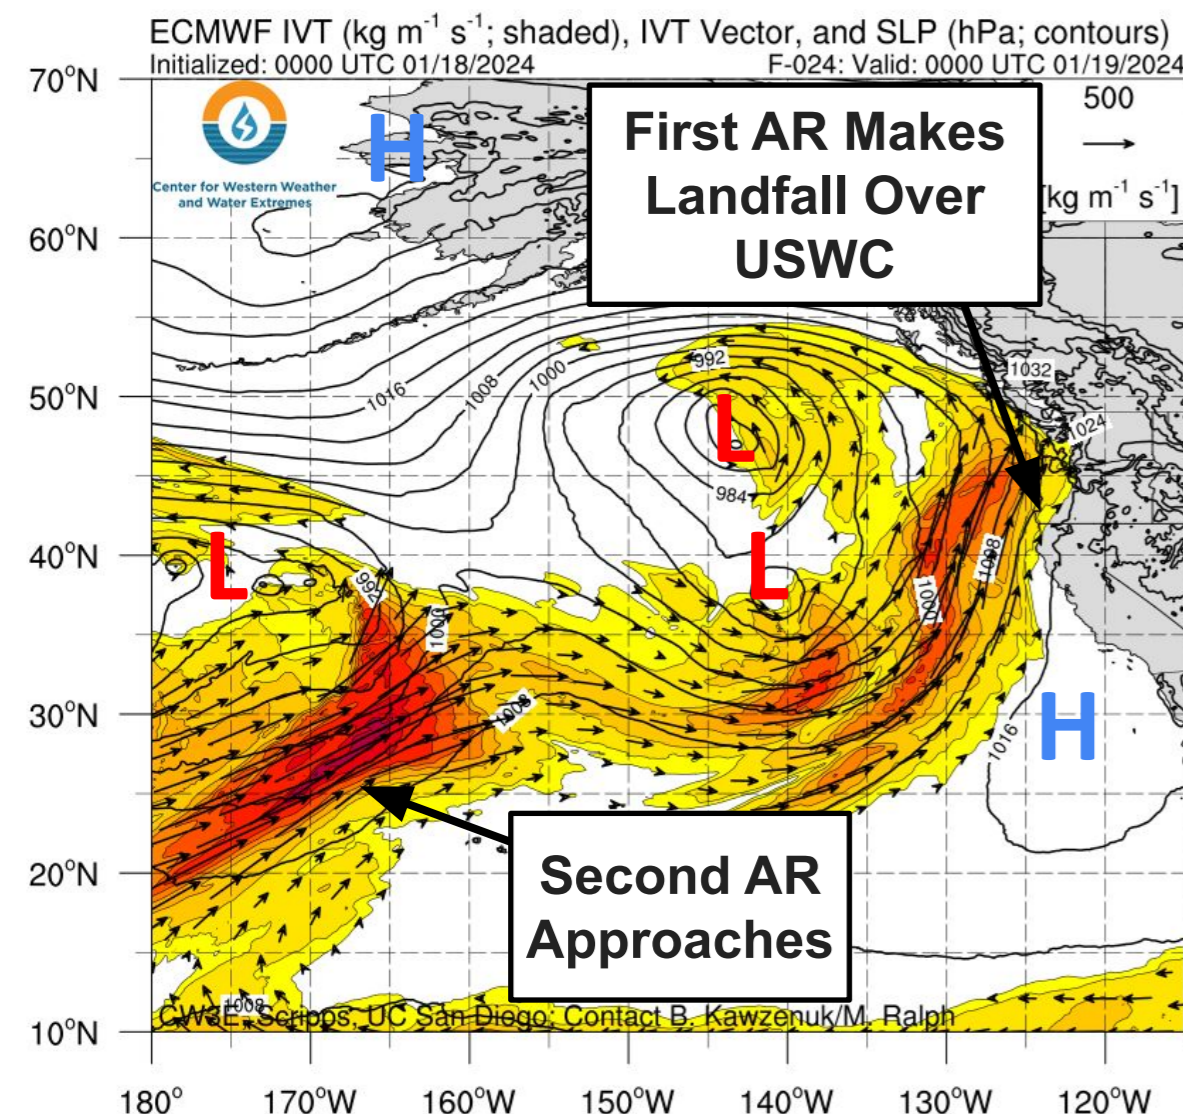 ECMWF IVT (kg m⁻¹ s⁻¹; shaded), IVT Vector, and SLP (hPa; contours)
Initialized: 0000 UTC 01/18/2024 F-024: Valid: 0000 UTC 01/19/2024
70°N
500
[kg m⁻¹ s⁻¹]
Center for Western Weather
and Water Extremes
H
First AR Makes
Landfall Over
USWC
60°N
992
1000
1008
1016
1032
50°N
L
1024
984
40°N
L
L
992
1000
1000
1008
30°N
1008
H
1016
20°N
Second AR
Approaches
1008
CW3E, Scripps, UC San Diego; Contact B. Kawzenuk/M. Ralph
10°N
180° 170°W 160°W 150°W 140°W 130°W 120°W